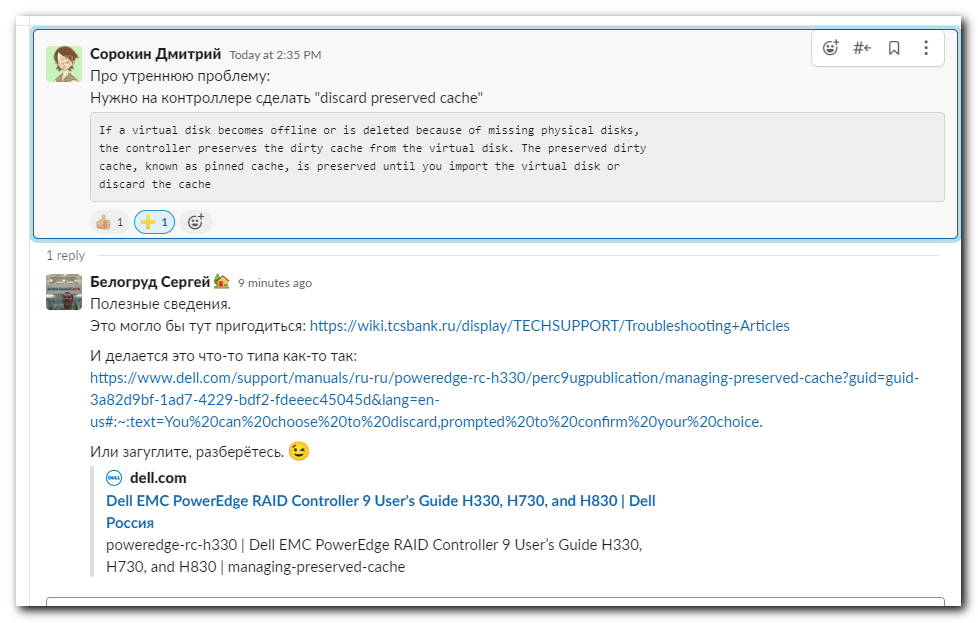 Сорокин Дмитрий Today at 2:35 PM
Про утреннюю проблему:
Нужно на контроллере сделать "discard preserved cache"
If a virtual disk becomes offline or is deleted because of missing physical disks,
the controller preserves the dirty cache from the virtual disk. The preserved dirty
cache, known as pinned cache, is preserved until you import the virtual disk or
discard the cache
1 1
1 reply
Белогруд Сергей 9 minutes ago
Полезные сведения.
Это могло бы тут пригодиться: https://wiki.tcsbank.ru/display/TECHSUPPORT/Troubleshooting+Articles
И делается это что-то типа как-то так:
https://www.dell.com/support/manuals/ru-ru/poweredge-rc-h330/perc9ugpublication/managing-preserved-cache?guid=guid-
3a82d9bf-1ad7-4229-bdf2-fdeeec45045d&lang=en-
us#:~:text=You%20can%20choose%20to%20discard,prompted%20to%20confirm%20your%20choice.
Или загуглите, разберётесь. 😉
DELL dell.com
Dell EMC PowerEdge RAID Controller 9 User’s Guide H330, H730, and H830 | Dell
Россия
poweredge-rc-h330 | Dell EMC PowerEdge RAID Controller 9 User’s Guide H330,
H730, and H830 | managing-preserved-cache